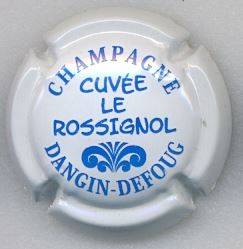 CHAMPAGNE
CUVÉE
LE
ROSSIGNOL
DANGIN-DEFOUG